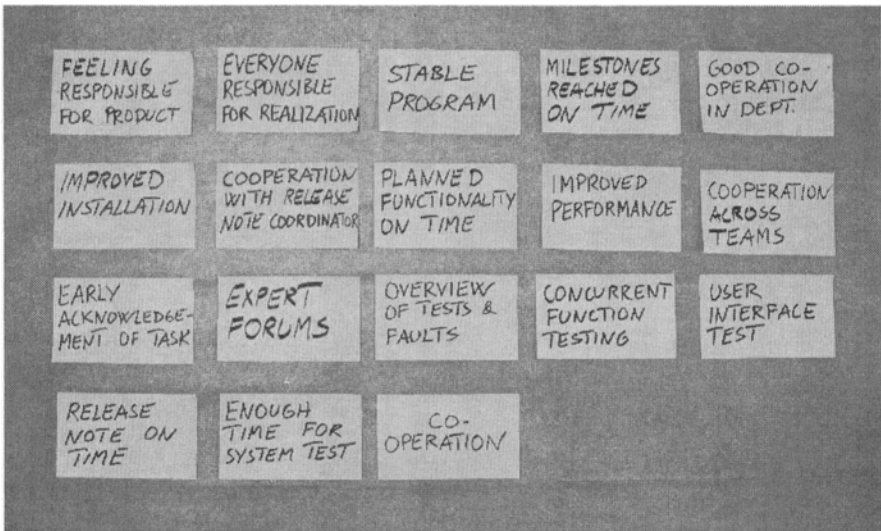 FEELING
RESPONSIBLE
FOR PRODUCT
EVERYONE
RESPONSIBLE
FOR REALIZATION
STABLE
PROGRAM
MILESTONES
REACHED
ON TIME
GOOD CO-
OPERATION
IN DEPT.
IMPROVED
INSTALLATION
COOPERATION
WITH RELEASE
NOTE COORDINATOR
PLANNED
FUNCTIONALITY
ON TIME
IMPROVED
PERFORMANCE
COOPERATION
ACROSS
TEAMS
EARLY
ACKNOWLEDGE-
MENT OF TASK
EXPERT
FORUMS
OVERVIEW
OF TESTS &
FAULTS
CONCURRENT
FUNCTION
TESTING
USER
INTERFACE
TEST
RELEASE
NOTE ON
TIME
ENOUGH
TIME FOR
SYSTEM TEST
CO-
OPERATION